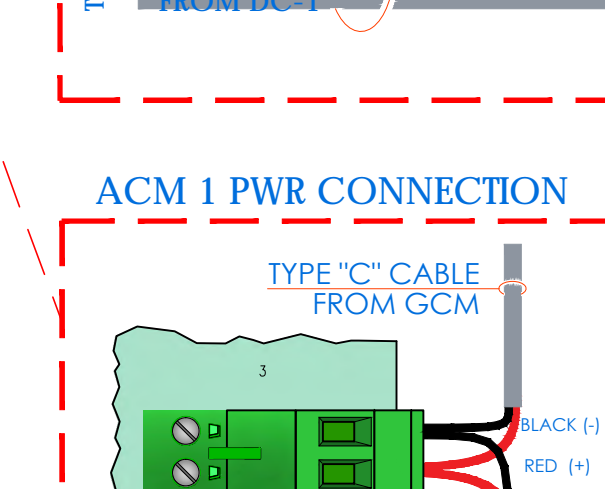 T
FROM DC-1
ACM 1 PWR CONNECTION
TYPE "C" CABLE
FROM GCM
3
BLACK (-)
RED (+)